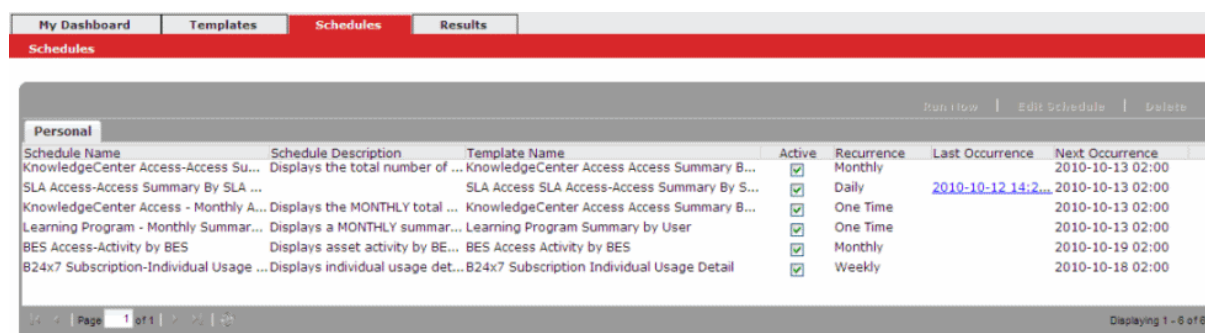 My Dashboard Templates Schedules Results
Schedules
Run Now | Edit Schedule | Delete
Personal
Schedule Name Schedule Description Template Name Active Recurrence Last Occurrence Next Occurrence
KnowledgeCenter Access-Access Su... Displays the total number of ... KnowledgeCenter Access Access Summary B... Monthly 2010-10-13 02:00
SLA Access-Access Summary By SLA ... SLA Access SLA Access-Access Summary By S... Daily 2010-10-12 14:2... 2010-10-13 02:00
KnowledgeCenter Access - Monthly A... Displays the MONTHLY total ... KnowledgeCenter Access Access Summary B... One Time 2010-10-13 02:00
Learning Program - Monthly Summar... Displays a MONTHLY summar... Learning Program Summary by User One Time 2010-10-13 02:00
BES Access-Activity by BES Displays asset activity by BE... BES Access Activity by BES Monthly 2010-10-19 02:00
B24x7 Subscription-Individual Usage ... Displays individual usage det... B24x7 Subscription Individual Usage Detail Weekly 2010-10-18 02:00
Page 1 of 1 Displaying 1 - 6 of 6